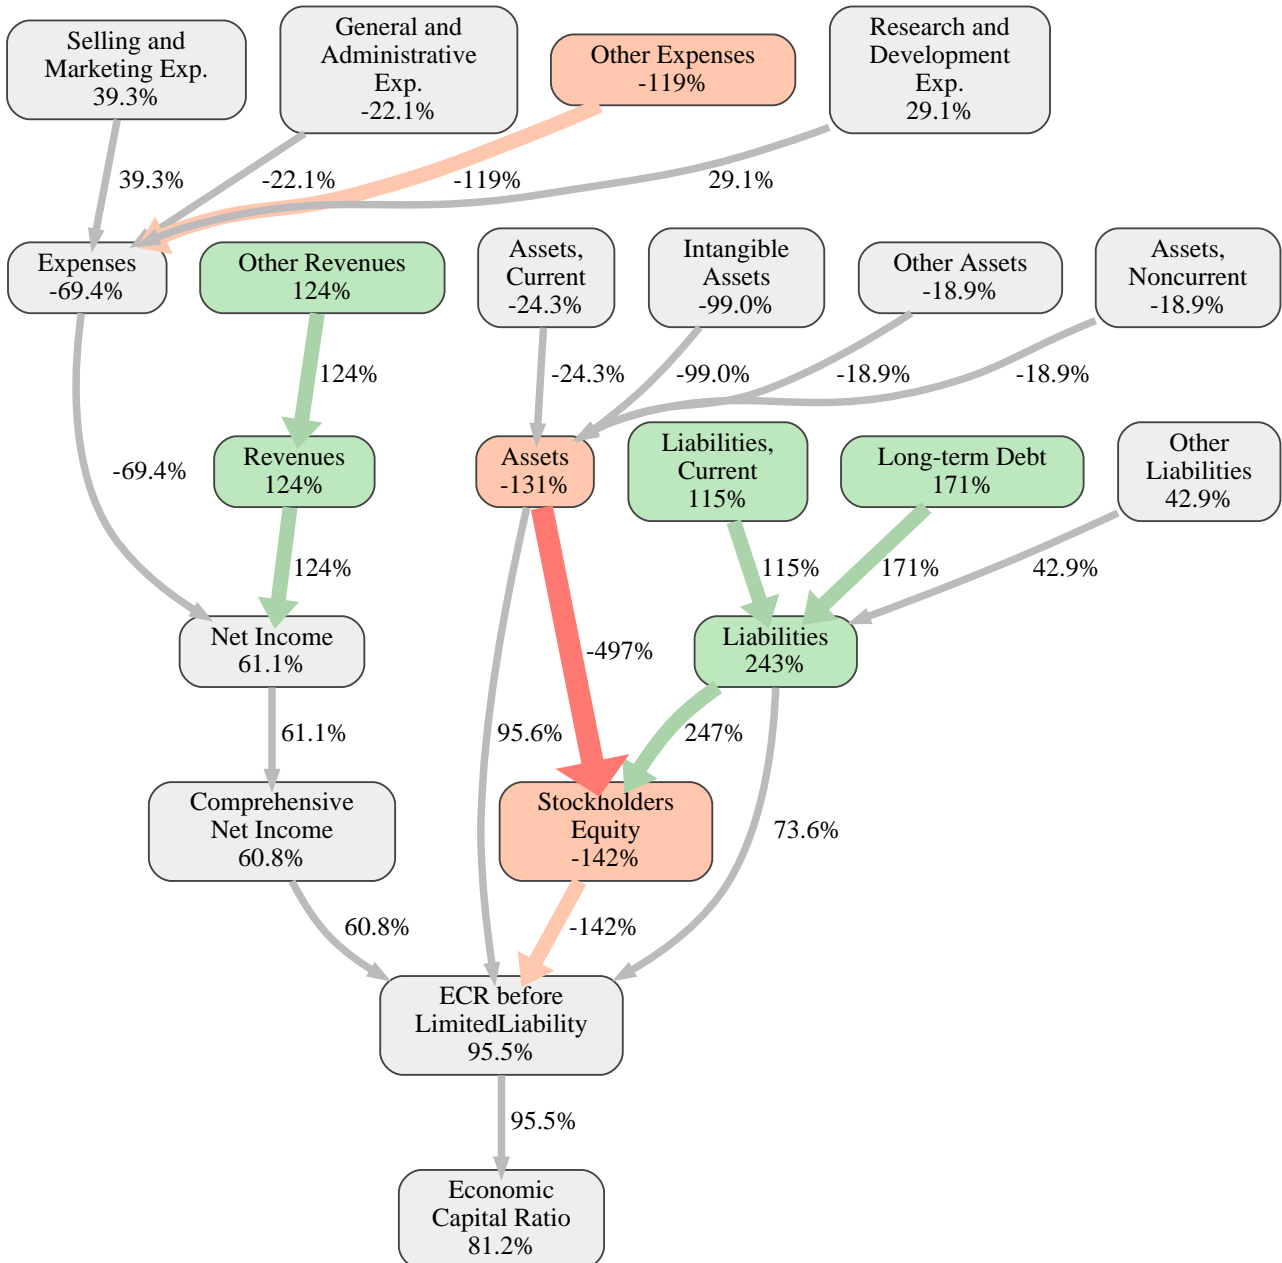 Selling and
Marketing Exp.
39.3%
General and
Administrative
Exp.
-22.1%
Other Expenses
-119%
Research and
Development
Exp.
29.1%
39.3%
-22.1%
-119%
29.1%
Expenses
-69.4%
Other Revenues
124%
Assets,
Current
-24.3%
Intangible
Assets
-99.0%
Other Assets
-18.9%
Assets,
Noncurrent
-18.9%
124%
-24.3%
-99.0%
-18.9%
-18.9%
-69.4%
Revenues
124%
Assets
-131%
Liabilities,
Current
115%
Long-term Debt
171%
Other
Liabilities
42.9%
124%
115%
171%
42.9%
Net Income
61.1%
-497%
Liabilities
243%
61.1%
95.6%
247%
Comprehensive
Net Income
60.8%
Stockholders
Equity
-142%
73.6%
60.8%
-142%
ECR before
LimitedLiability
95.5%
95.5%
Economic
Capital Ratio
81.2%